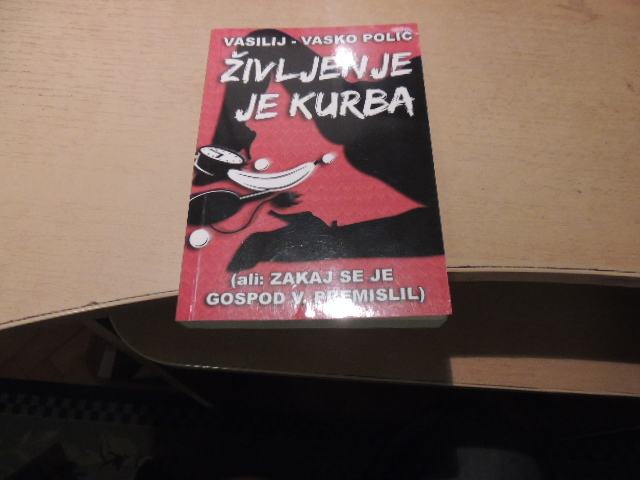 VASILIJ - VASKO POLIČ
ŽIVLJENJE
JE KURBA
(ali: ZAKAJ SE JE
GOSPOD V. PREMISLIL)